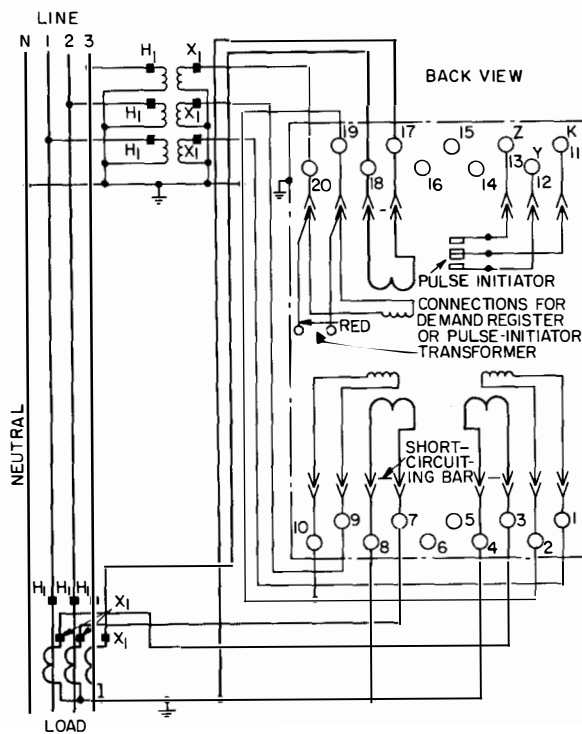 LINE
N 1 2 3
H1 X1
BACK VIEW
H1 X1
H1 X1
19 17 15 Z K
13 11
Y
20 18 16 14 12
PULSE INITIATOR
CONNECTIONS FOR
DEMAND REGISTER
OR PULSE-INITIATOR
TRANSFORMER
RED
NEUTRAL
SHORT-
CIRCUIT-
ING BAR
10 9 7 5 3 1
8 6 4 2
H1 H1 H1
X1
X1
LOAD